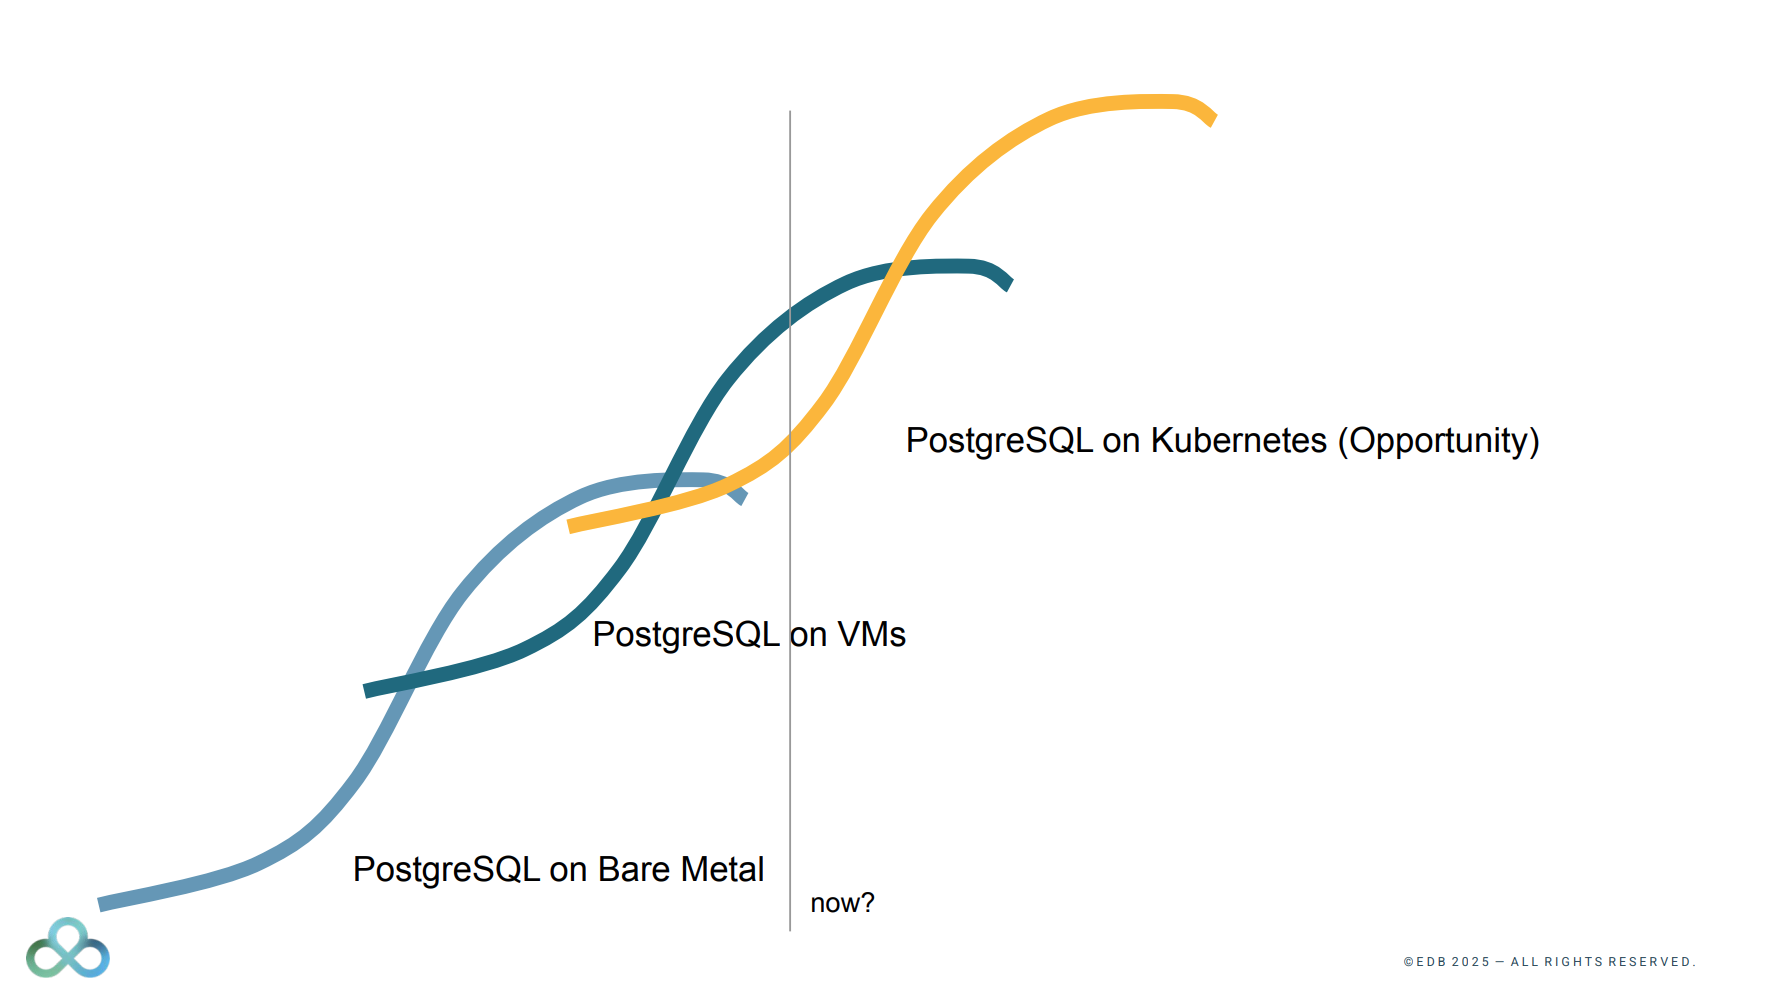 PostgreSQL on Kubernetes (Opportunity)
PostgreSQL on VMs
PostgreSQL on Bare Metal
now?
©EDB 2025 — ALL RIGHTS RESERVED.